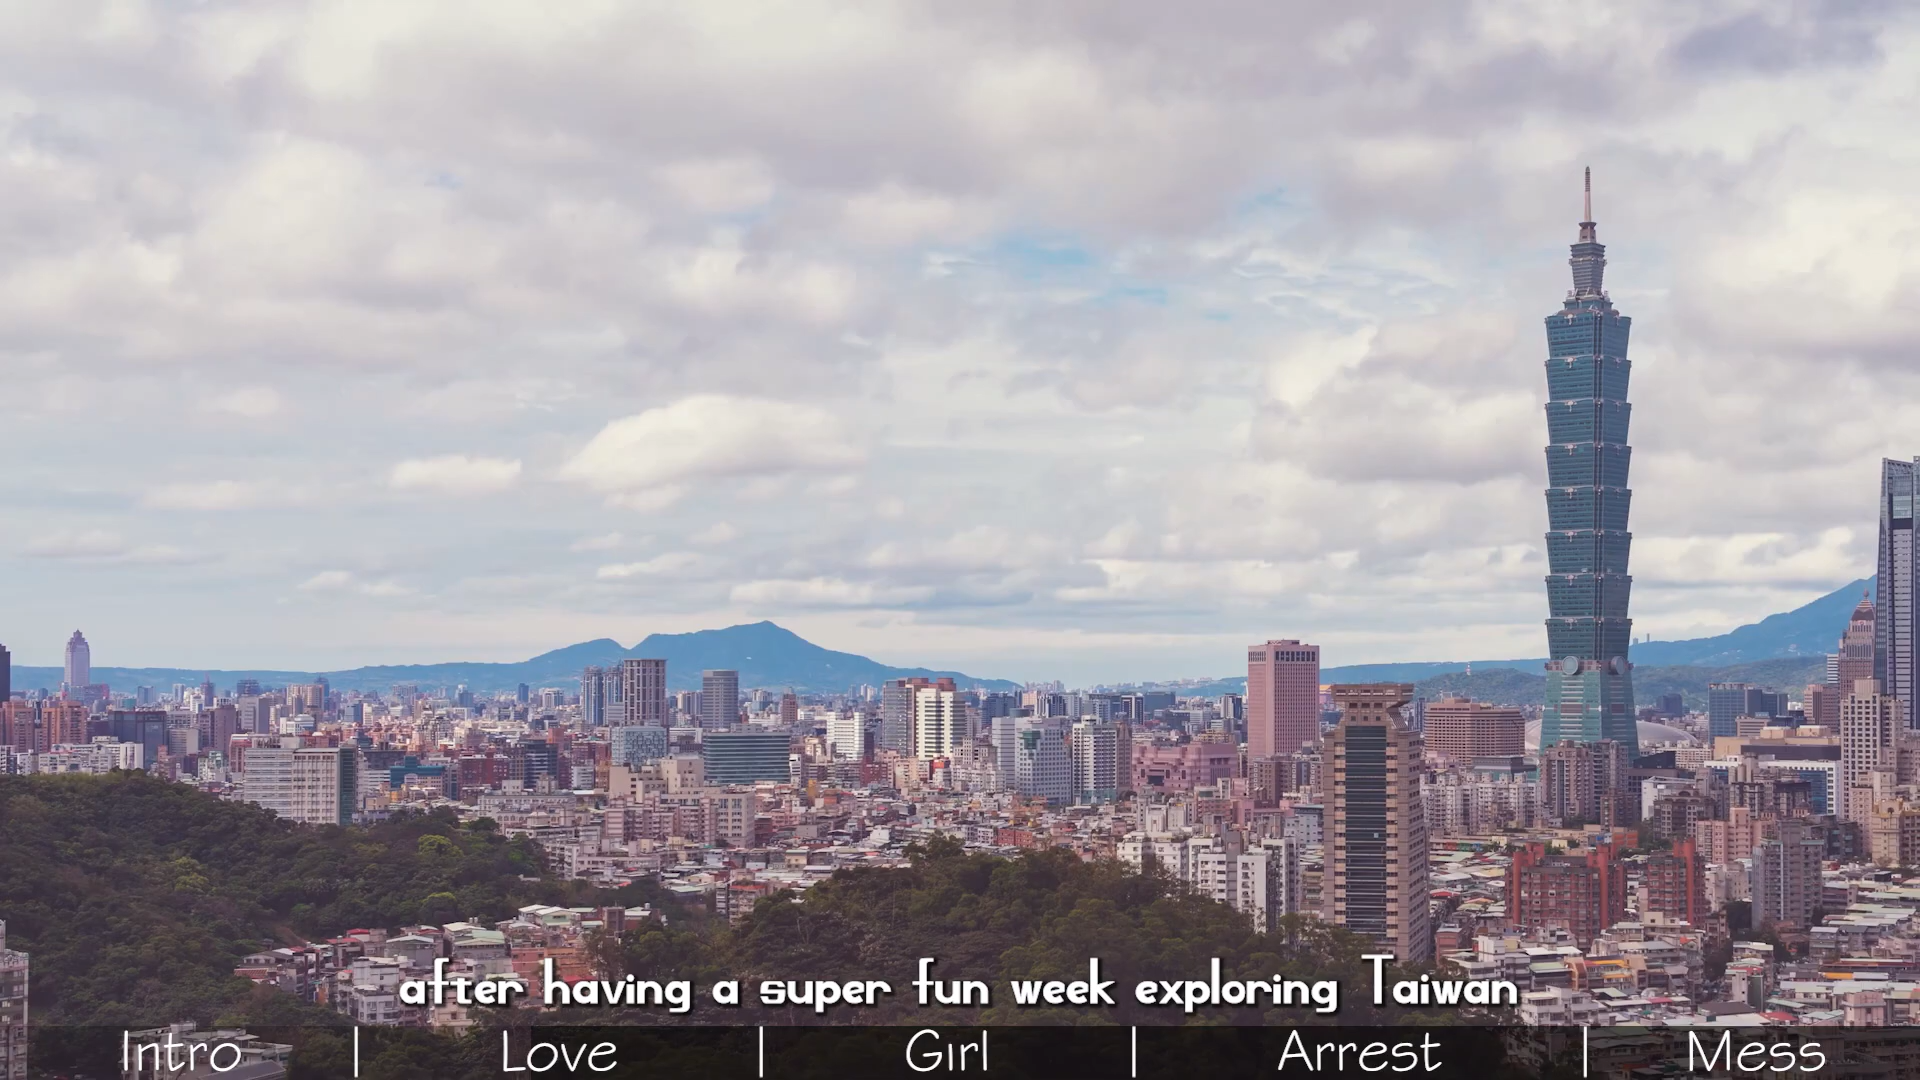 after having a super fun week exploring Taiwan
Intro | Love | Girl | Arrest | Mess